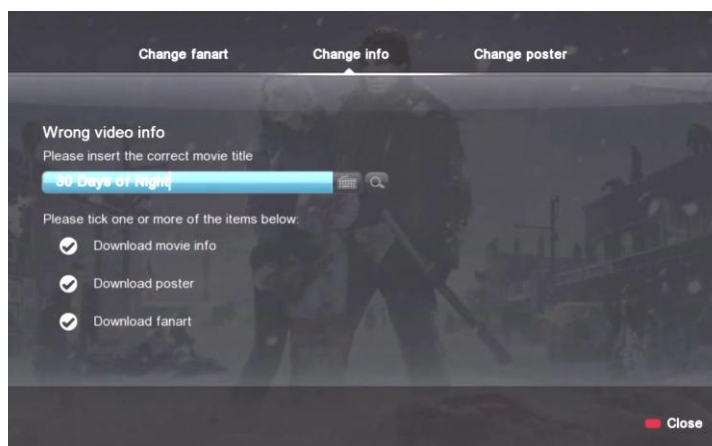 Change fanart Change info Change poster
Wrong video info
Please insert the correct movie title
30 Days of Night
Please tick one or more of the items below:
Download movie info
Download poster
Download fanart
Close